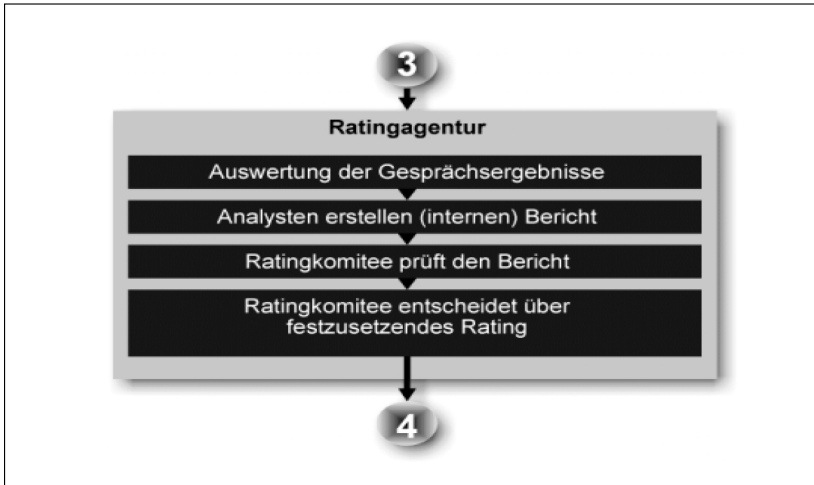 3
Ratingagentur
Auswertung der Gesprächsergebnisse
Analysten erstellen (internen) Bericht
Ratingkomitee prüft den Bericht
Ratingkomitee entscheidet über
festzusetzendes Rating
4